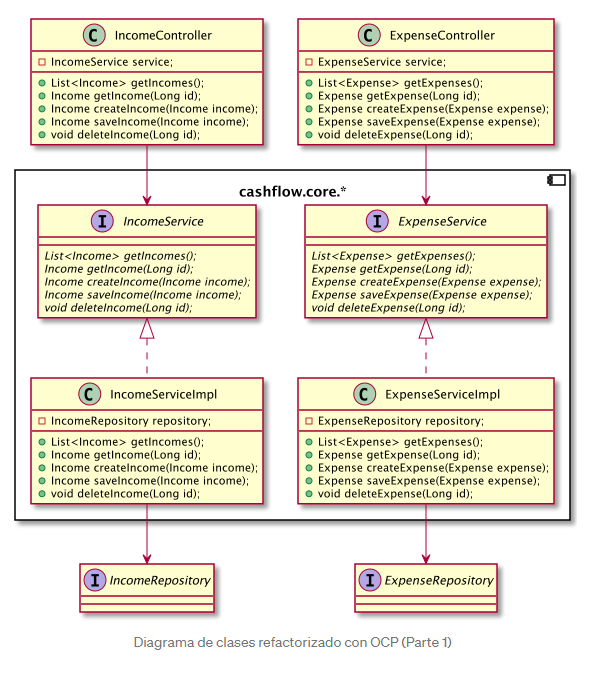 C IncomeController
IncomeService service;
List<Income> getIncomes();
Income getIncome(Long id);
Income createIncome(Income income);
Income saveIncome(Income income);
void deleteIncome(Long id);
C ExpenseController
ExpenseService service;
List<Expense> getExpenses();
Expense getExpense(Long id);
Expense createExpense(Expense expense);
Expense saveExpense(Expense expense);
void deleteExpense(Long id);
cashflow.core.*
I IncomeService
List<Income> getIncomes();
Income getIncome(Long id);
Income createIncome(Income income);
Income saveIncome(Income income);
void deleteIncome(Long id);
I ExpenseService
List<Expense> getExpenses();
Expense getExpense(Long id);
Expense createExpense(Expense expense);
Expense saveExpense(Expense expense);
void deleteExpense(Long id);
C IncomeServiceImpl
IncomeRepository repository;
List<Income> getIncomes();
Income getIncome(Long id);
Income createIncome(Income income);
Income saveIncome(Income income);
void deleteIncome(Long id);
C ExpenseServiceImpl
ExpenseRepository repository;
List<Expense> getExpenses();
Expense getExpense(Long id);
Expense createExpense(Expense expense);
Expense saveExpense(Expense expense);
void deleteExpense(Long id);
I IncomeRepository
I ExpenseRepository
Diagrama de clases refactorizado con OCP (Parte 1)